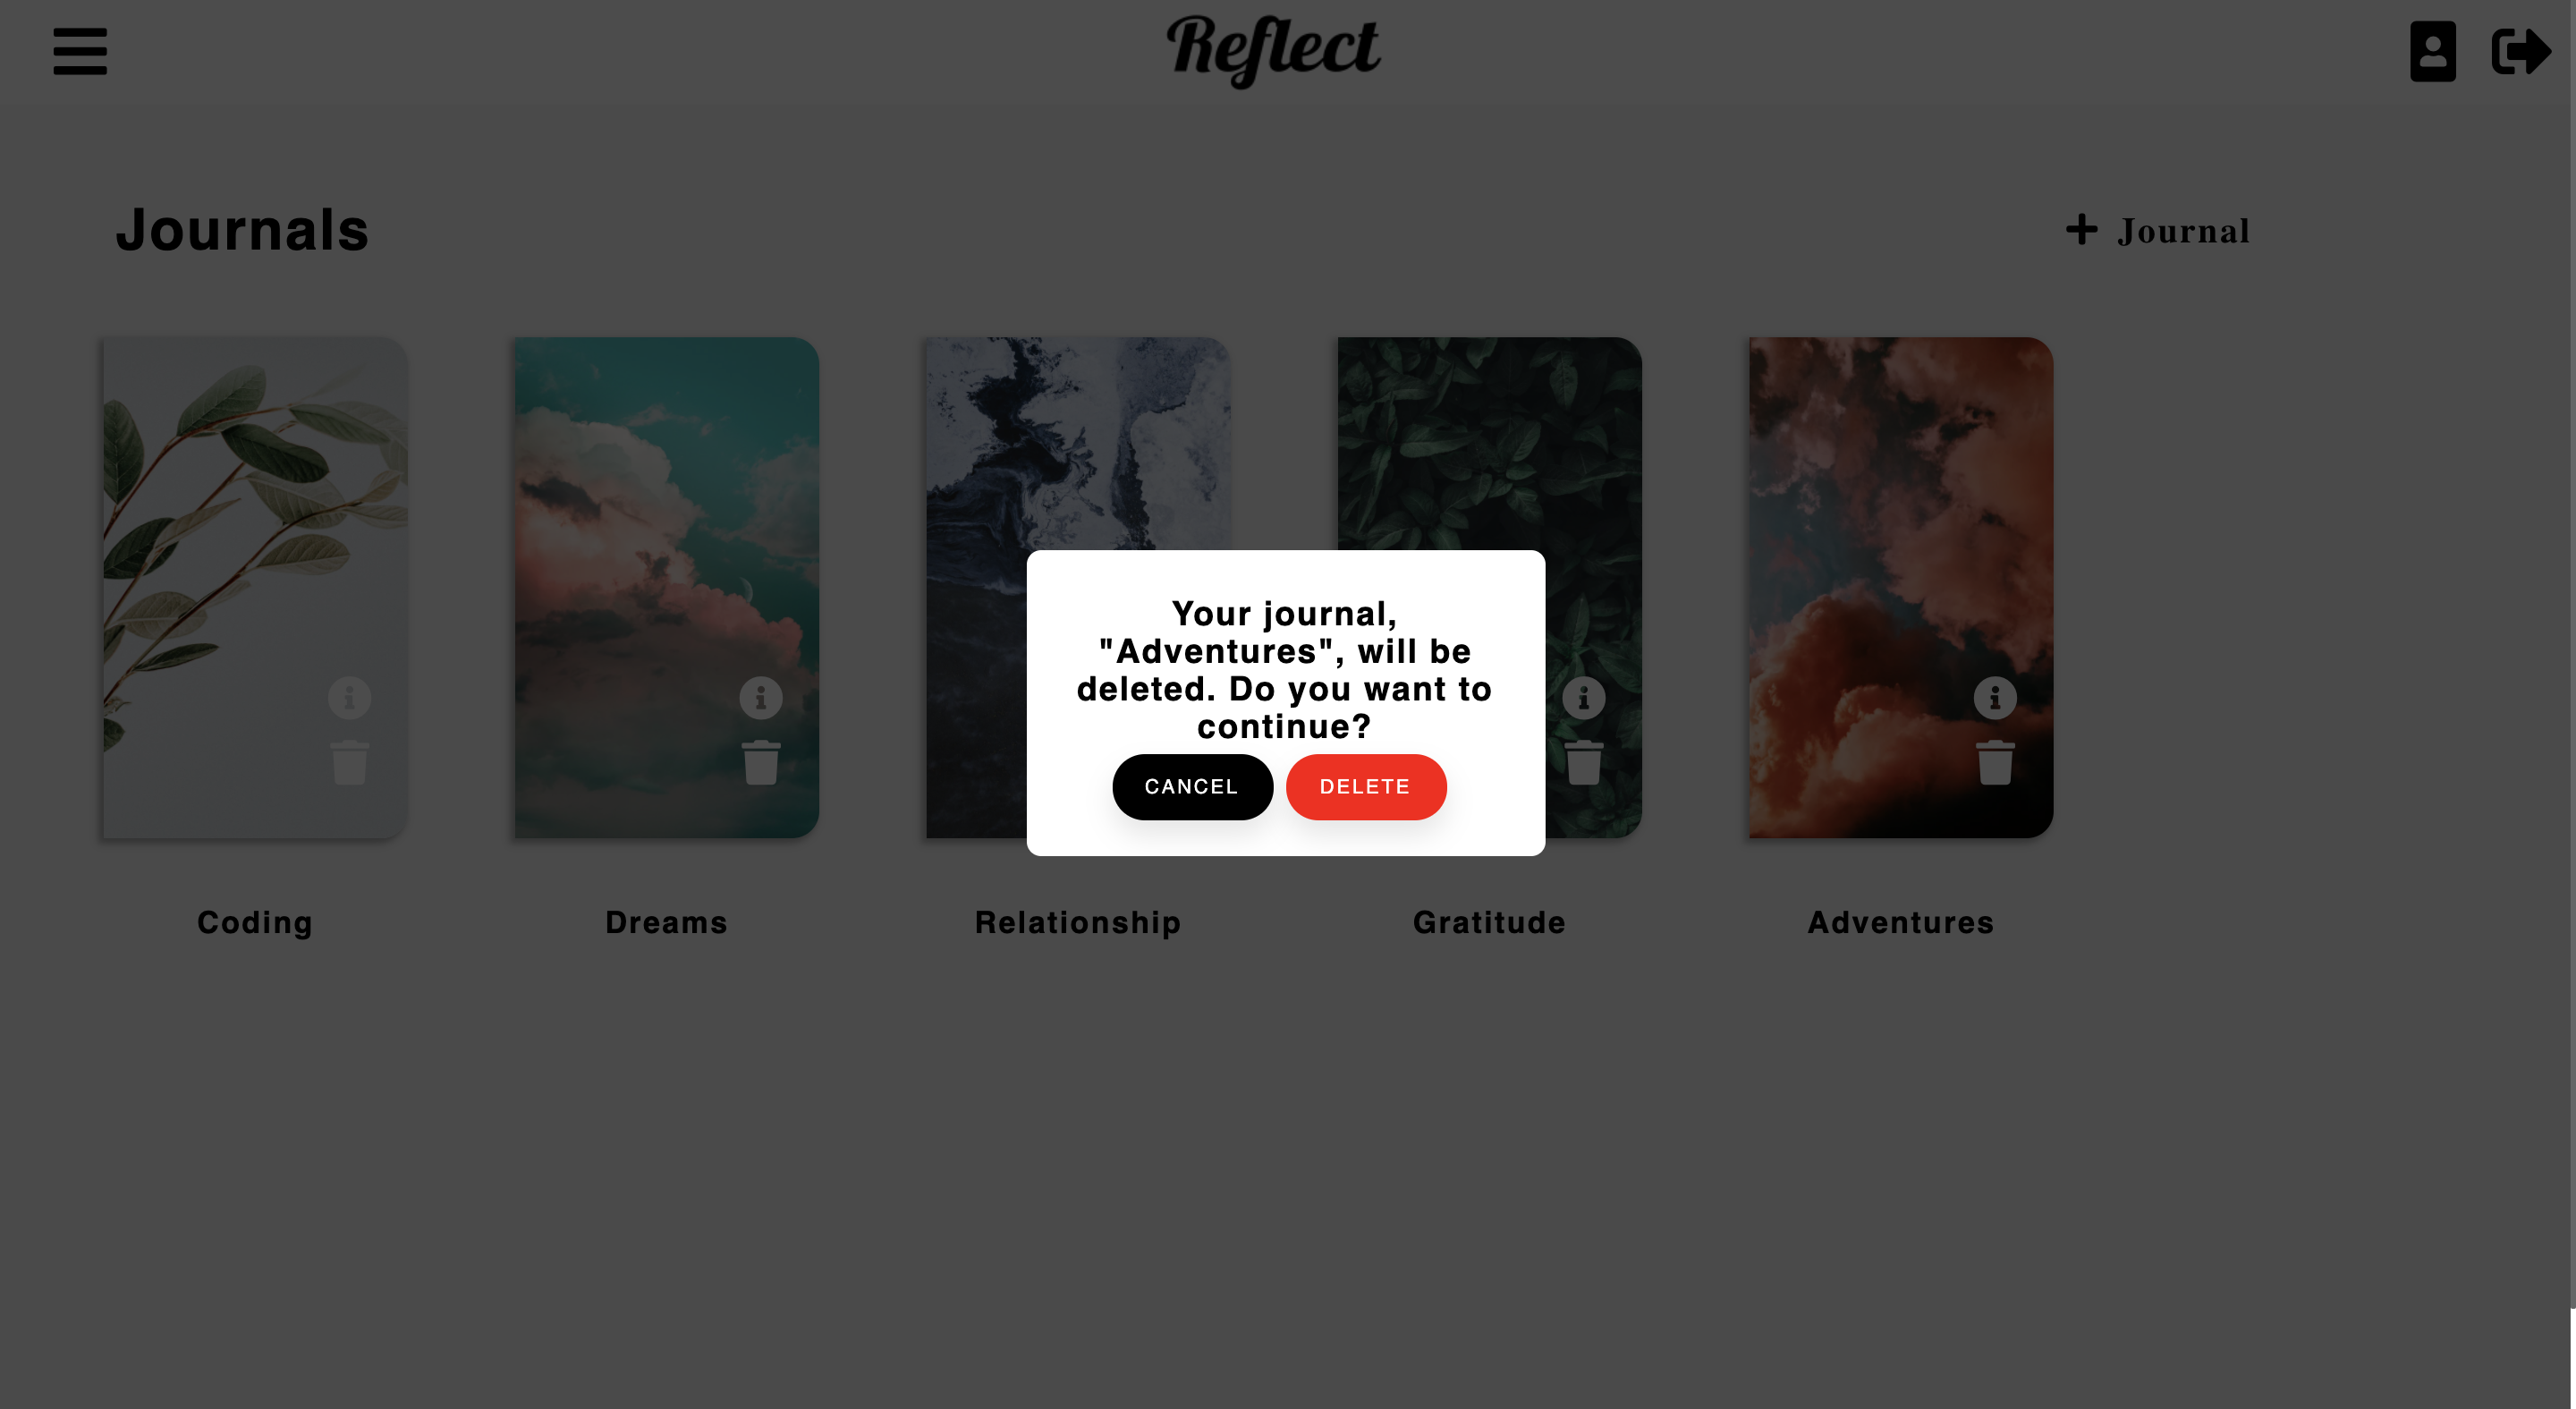 Reflect
Journals
Journal
Your journal,
"Adventures", will be
deleted. Do you want to
continue?
CANCEL
DELETE
Coding
Dreams
Relationship
Gratitude
Adventures